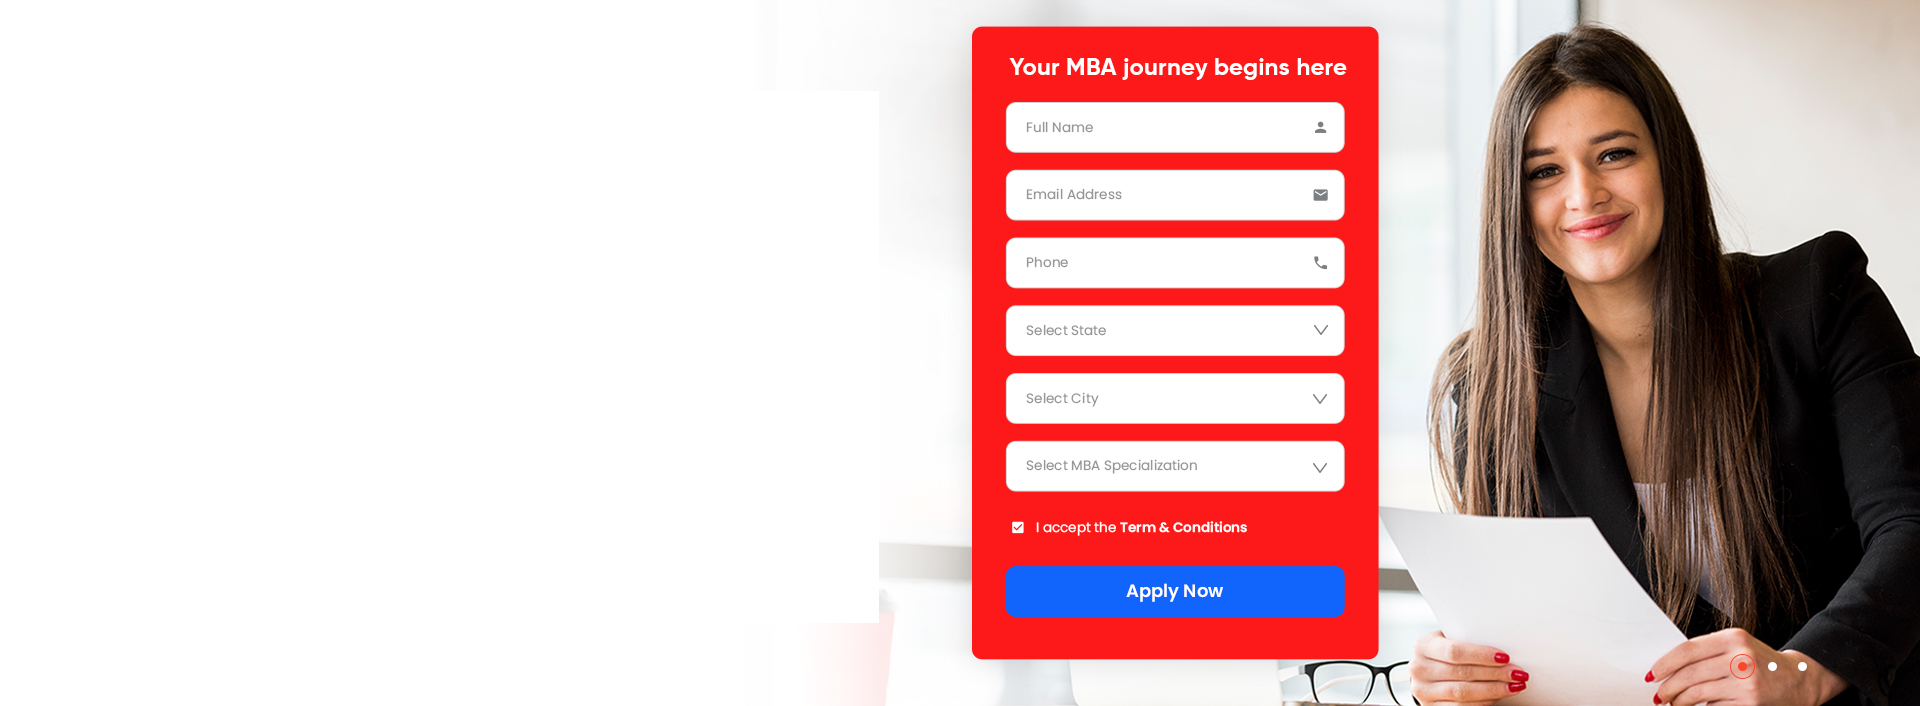 Your MBA journey begins here
Full Name
Email Address
Phone
Select State
Select City
Select MBA Specialization
I accept the Term & Conditions
Apply Now